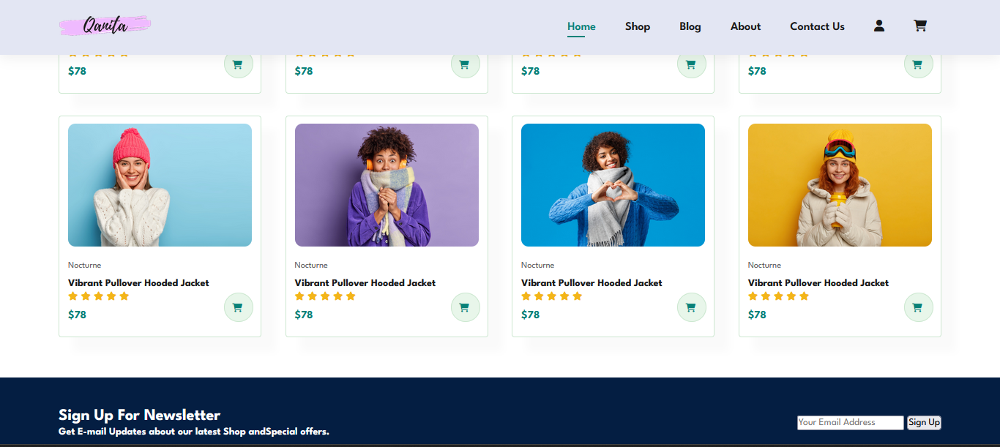 Qanita
Home Shop Blog About Contact Us
$78 $78 $78 $78
Nocturne Nocturne Nocturne Nocturne
Vibrant Pullover Hooded Jacket Vibrant Pullover Hooded Jacket Vibrant Pullover Hooded Jacket Vibrant Pullover Hooded Jacket
$78 $78 $78 $78
Sign Up For Newsletter
Get E-mail Updates about our latest Shop andSpecial offers.
Your Email Address Sign Up